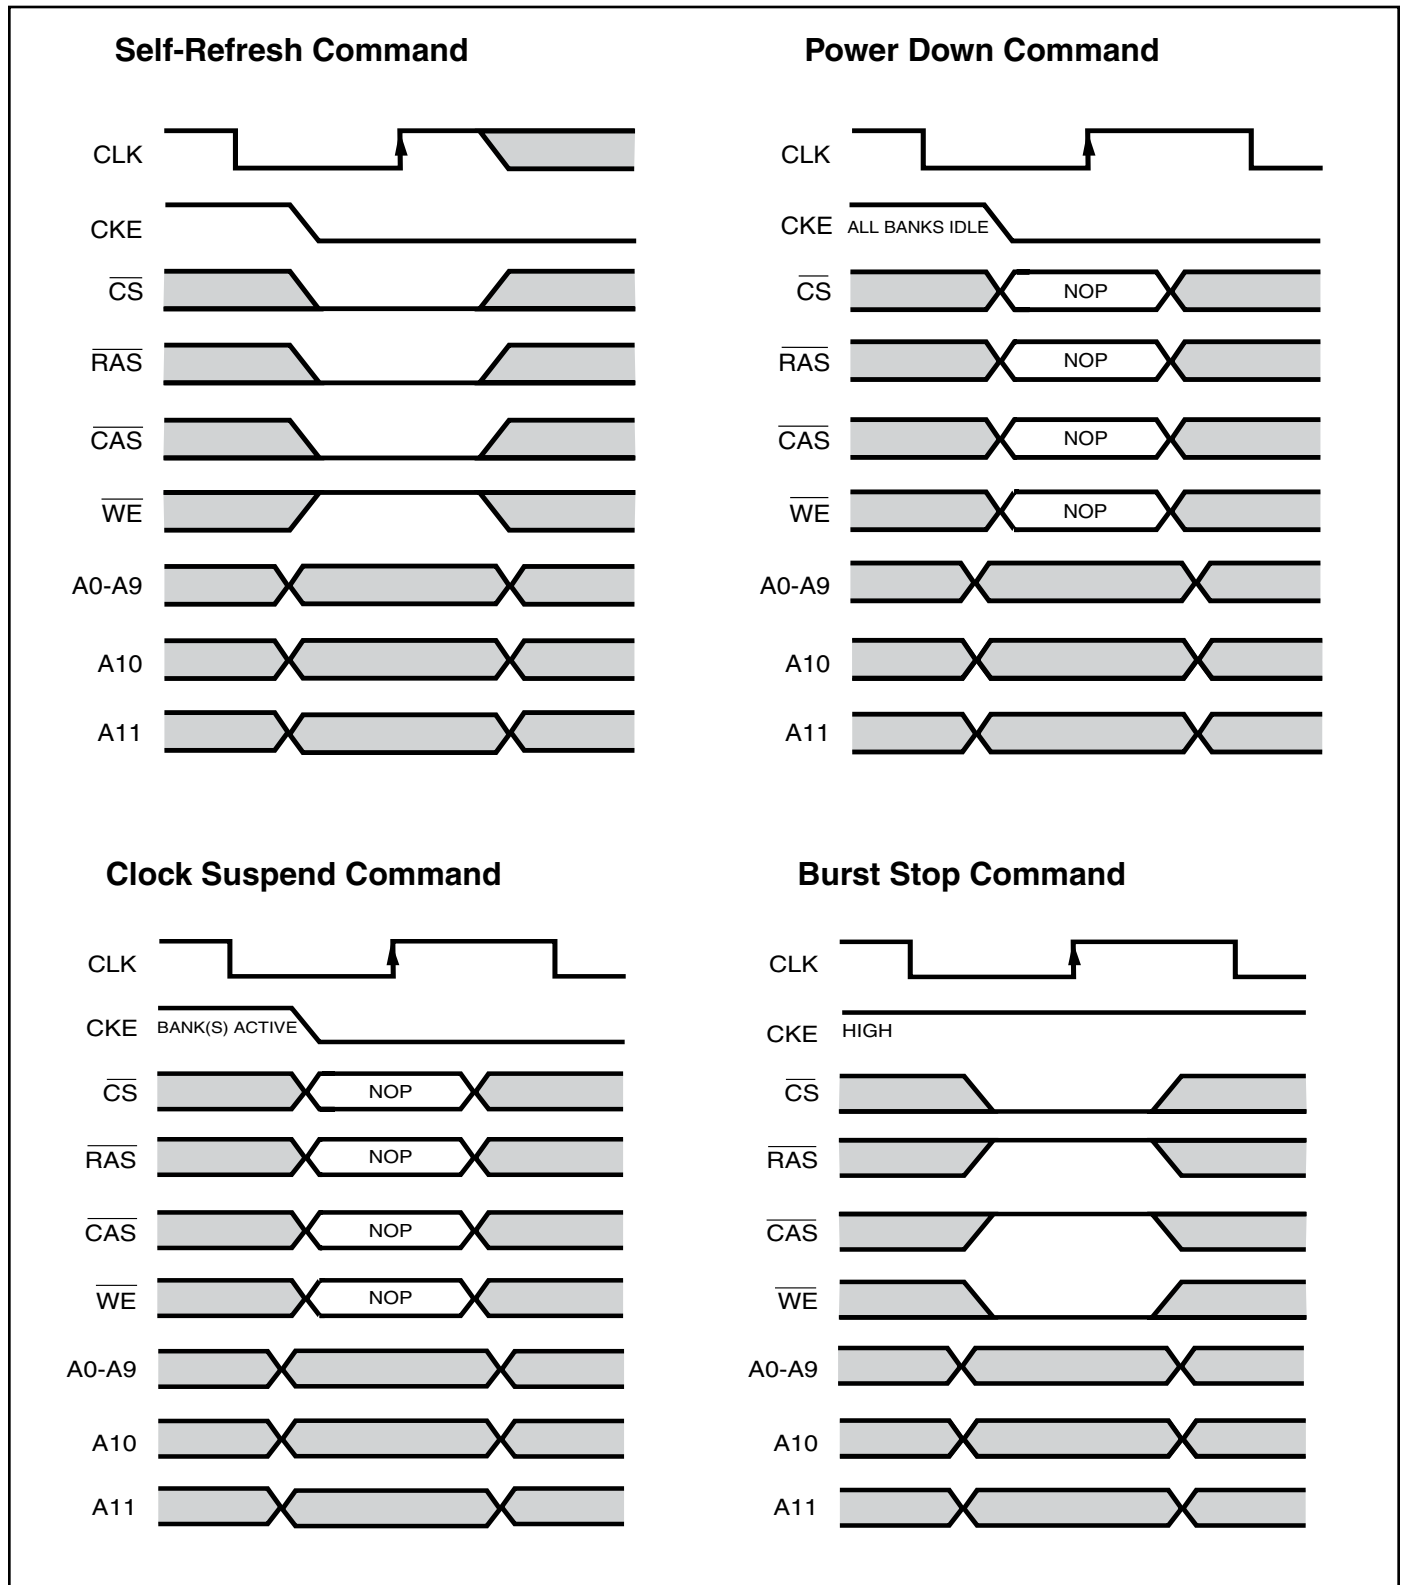 Self-Refresh Command
CLK
CKE
CS
RAS
CAS
WE
A0-A9
A10
A11
Power Down Command
CLK
CKE ALL BANKS IDLE
CS NOP
RAS NOP
CAS NOP
WE NOP
A0-A9
A10
A11
Clock Suspend Command
CLK
CKE BANK(S) ACTIVE
CS NOP
RAS NOP
CAS NOP
WE NOP
A0-A9
A10
A11
Burst Stop Command
CLK
CKE HIGH
CS
RAS
CAS
WE
A0-A9
A10
A11